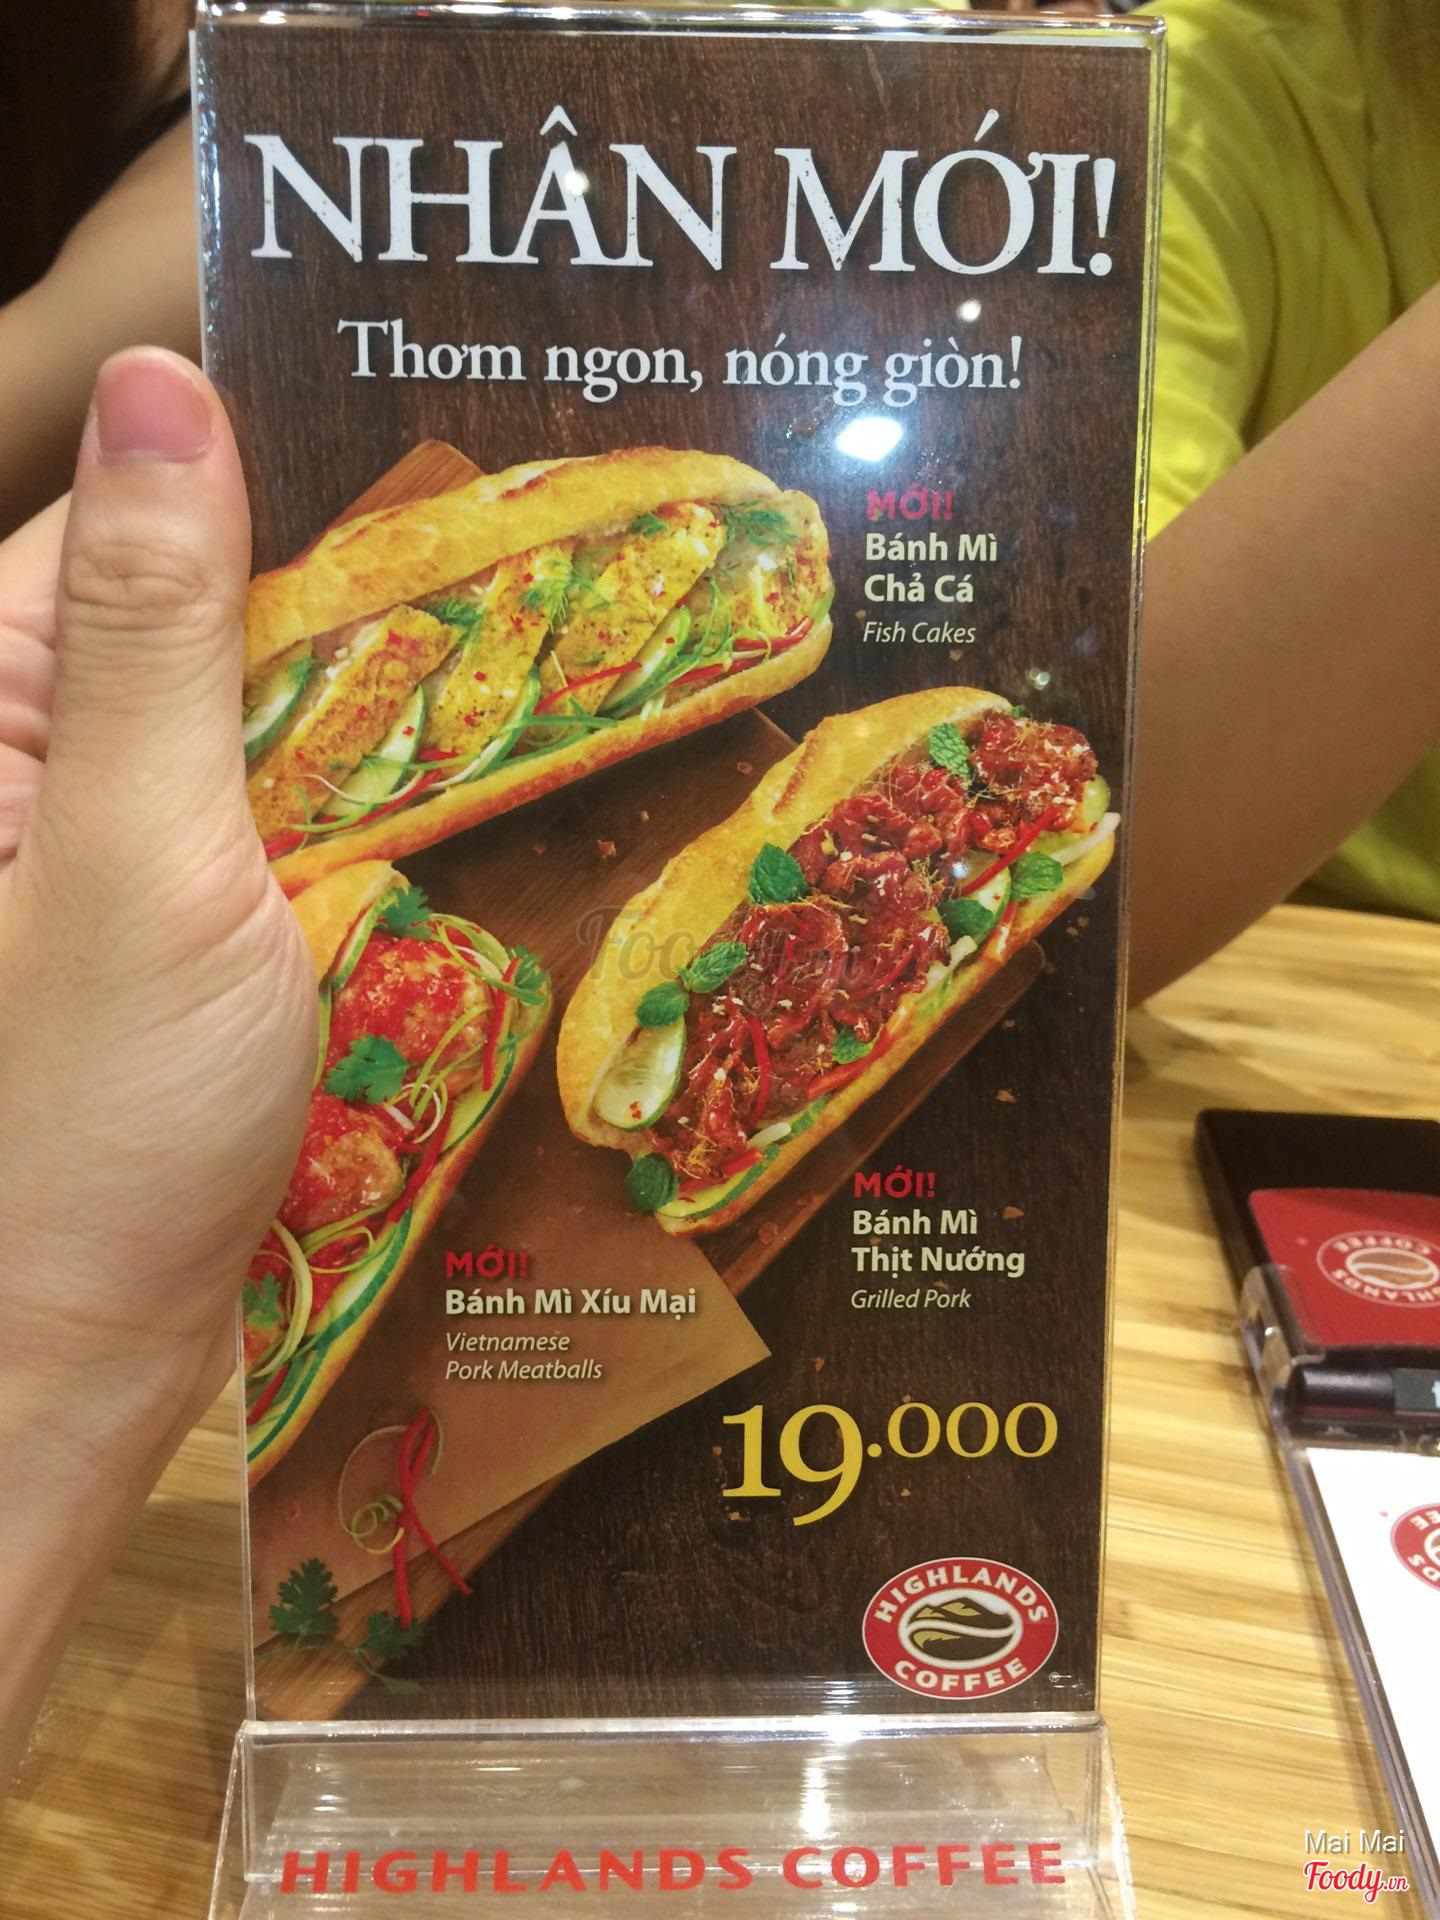 NHÂN MỚI!
Thơm ngon, nóng giòn!
MỚI!
Bánh Mì
Chả Cá
Fish Cakes
MỚI!
Bánh Mì
Thịt Nướng
Grilled Pork
MỚI!
Bánh Mì Xíu Mại
Vietnamese
Pork Meatballs
19.000
HIGHLANDS
COFFEE
HIGHLANDS COFFEE
HIGHLANDS
COFFEE
Mai Mai
Foody.vn